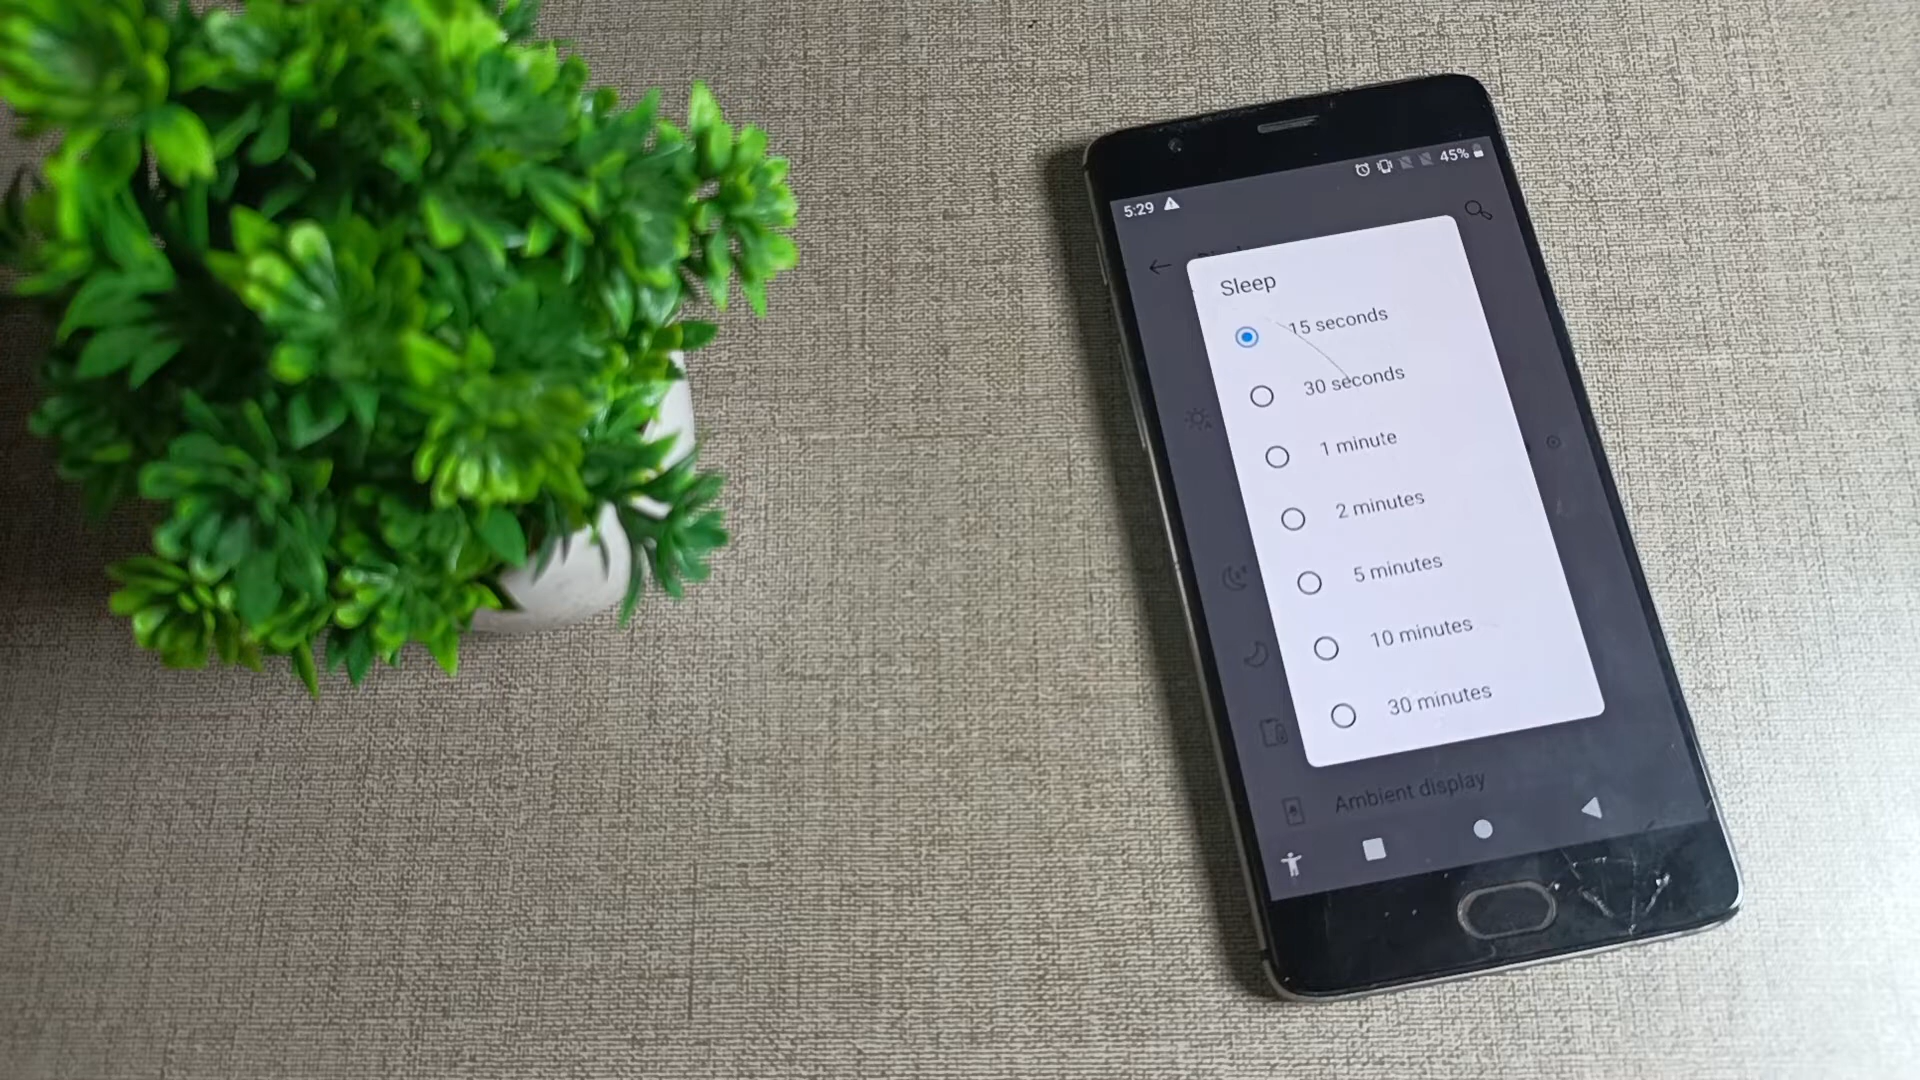 5:29 45%
Sleep
15 seconds
30 seconds
1 minute
2 minutes
5 minutes
10 minutes
30 minutes
Ambient display